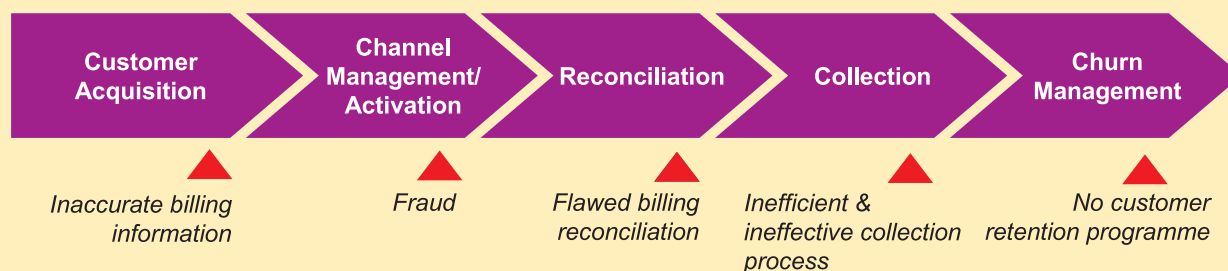 Customer
Acquisition
Channel
Management/
Activation
Reconciliation
Collection
Churn
Management
Inaccurate billing
information
Fraud
Flawed billing
reconciliation
Inefficient &
ineffective collection
process
No customer
retention programme